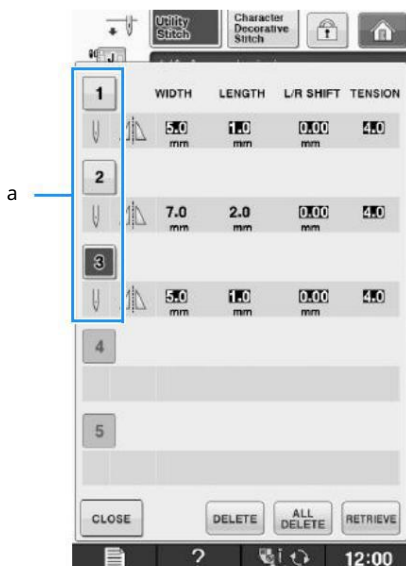 Utility Stitch
Character Decorative Stitch
J
1
WIDTH LENGTH L/R SHIFT TENSION
5.0 mm 1.0 mm 0.00 mm 4.0
2
a
7.0 mm 2.0 mm 0.00 mm 4.0
3
5.0 mm 1.0 mm 0.00 mm 4.0
4
5
CLOSE DELETE ALL DELETE RETRIEVE
? i 12:00